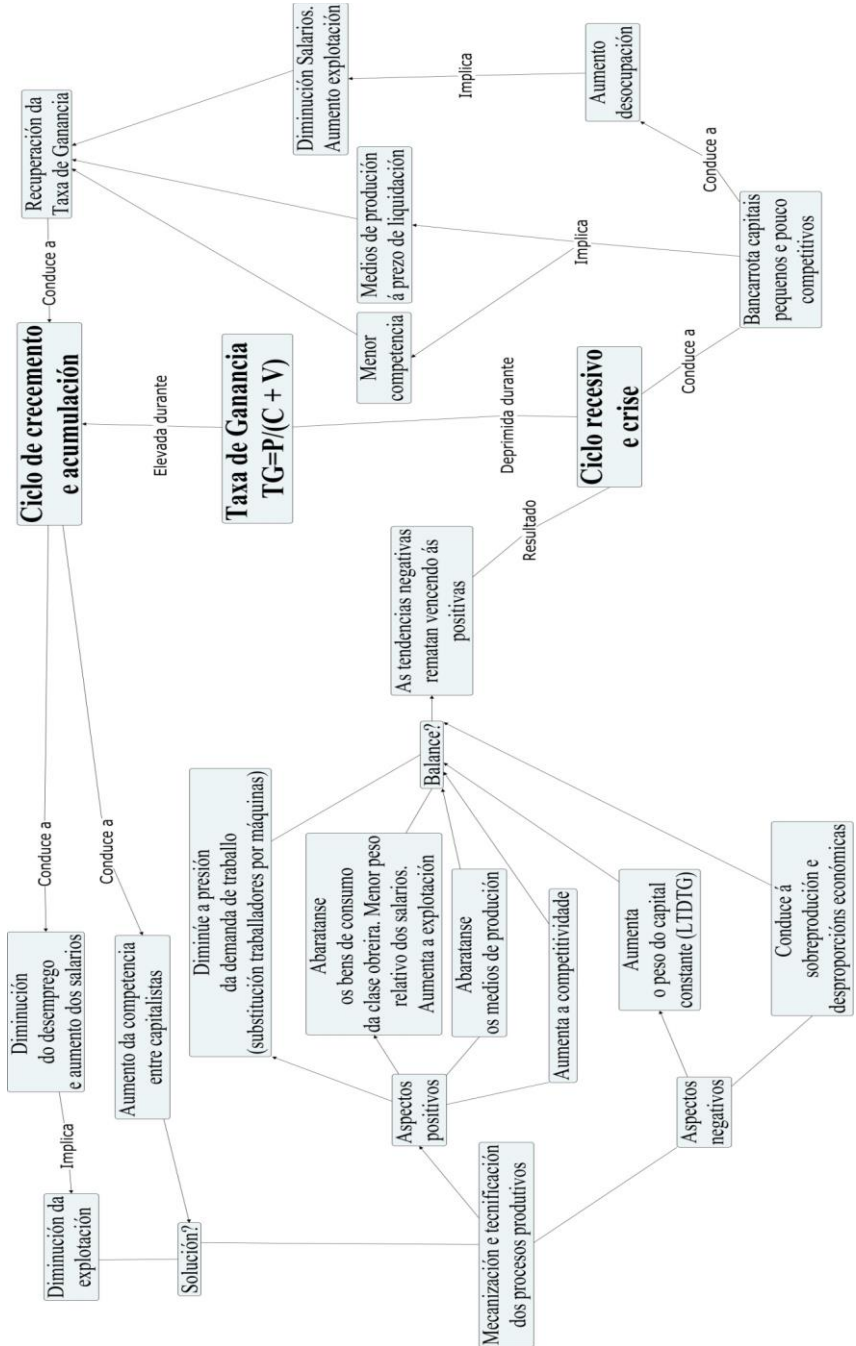 Ciclo de crecemento
e acumulación
Conduce a
Recuperación da
Taxa de Ganancia
Elevada durante
Taxa de Ganancia
TG=P/(C + V)
Deprimida durante
Ciclo recesivo
e crise
Conduce a
Bancarrota capitais
pequenos e pouco
competitivos
Implica
Menor
competencia
Medios de produción
á prezo de liquidación
Conduce a
Aumento
desocupación
Implica
Diminución Salarios.
Aumento explotación
Conduce a
Diminución
do desemprego
e aumento dos salarios
Implica
Diminución da
explotación
Conduce a
Aumento da competencia
entre capitalistas
Solución?
Mecanización e tecnificación
dos procesos produtivos
Aspectos
positivos
Diminúe a presión
da demanda de traballo
(substitución traballadores por máquinas)
Abaratanse
os bens de consumo
da clase obreira. Menor peso
relativo dos salarios.
Aumenta a explotación
Abaratanse
os medios de produción
Aumenta a competitividade
Aspectos
negativos
Aumenta
o peso do capital
constante (LTDTG)
Conduce á
sobreprodución e
desproporcións económicas
Balance?
As tendencias negativas
rematan vencendo ás
positivas
Resultado